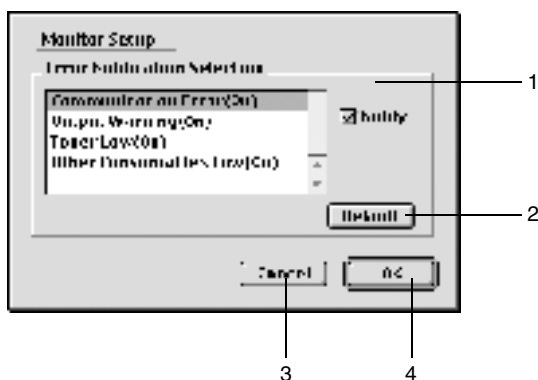 Monitor Setup
Error Notification Selection
Communication Error(On)
Output Warning(On)
Notify
Toner Low(On)
Other Consumables Low(On)
Default
Cancel
OK
1
2
3
4